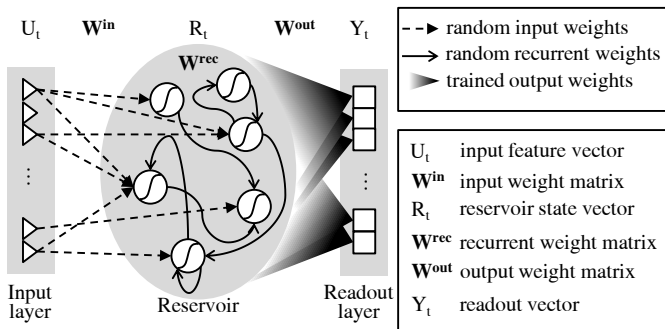 U_t W^in R_t W^out Y_t
W^rec
⋮ ⋮
Input layer
Reservoir
Readout layer
random input weights
random recurrent weights
trained output weights
U_t input feature vector
W^in input weight matrix
R_t reservoir state vector
W^rec recurrent weight matrix
W^out output weight matrix
Y_t readout vector